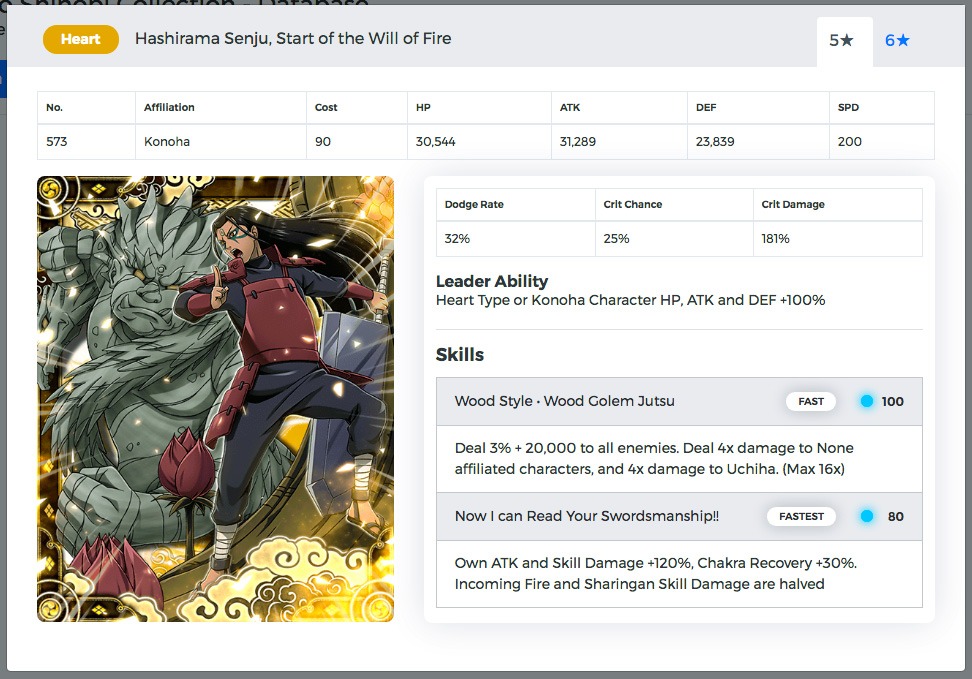 Shinobi Collection - Database
Heart
Hashirama Senju, Start of the Will of Fire
5★
6★
No. Affiliation Cost HP ATK DEF SPD
573 Konoha 90 30,544 31,289 23,839 200
Dodge Rate Crit Chance Crit Damage
32% 25% 181%
Leader Ability
Heart Type or Konoha Character HP, ATK and DEF +100%
Skills
Wood Style • Wood Golem Jutsu FAST 100
Deal 3% + 20,000 to all enemies. Deal 4x damage to None
affiliated characters, and 4x damage to Uchiha. (Max 16x)
Now I can Read Your Swordsmanship!! FASTEST 80
Own ATK and Skill Damage +120%, Chakra Recovery +30%.
Incoming Fire and Sharingan Skill Damage are halved